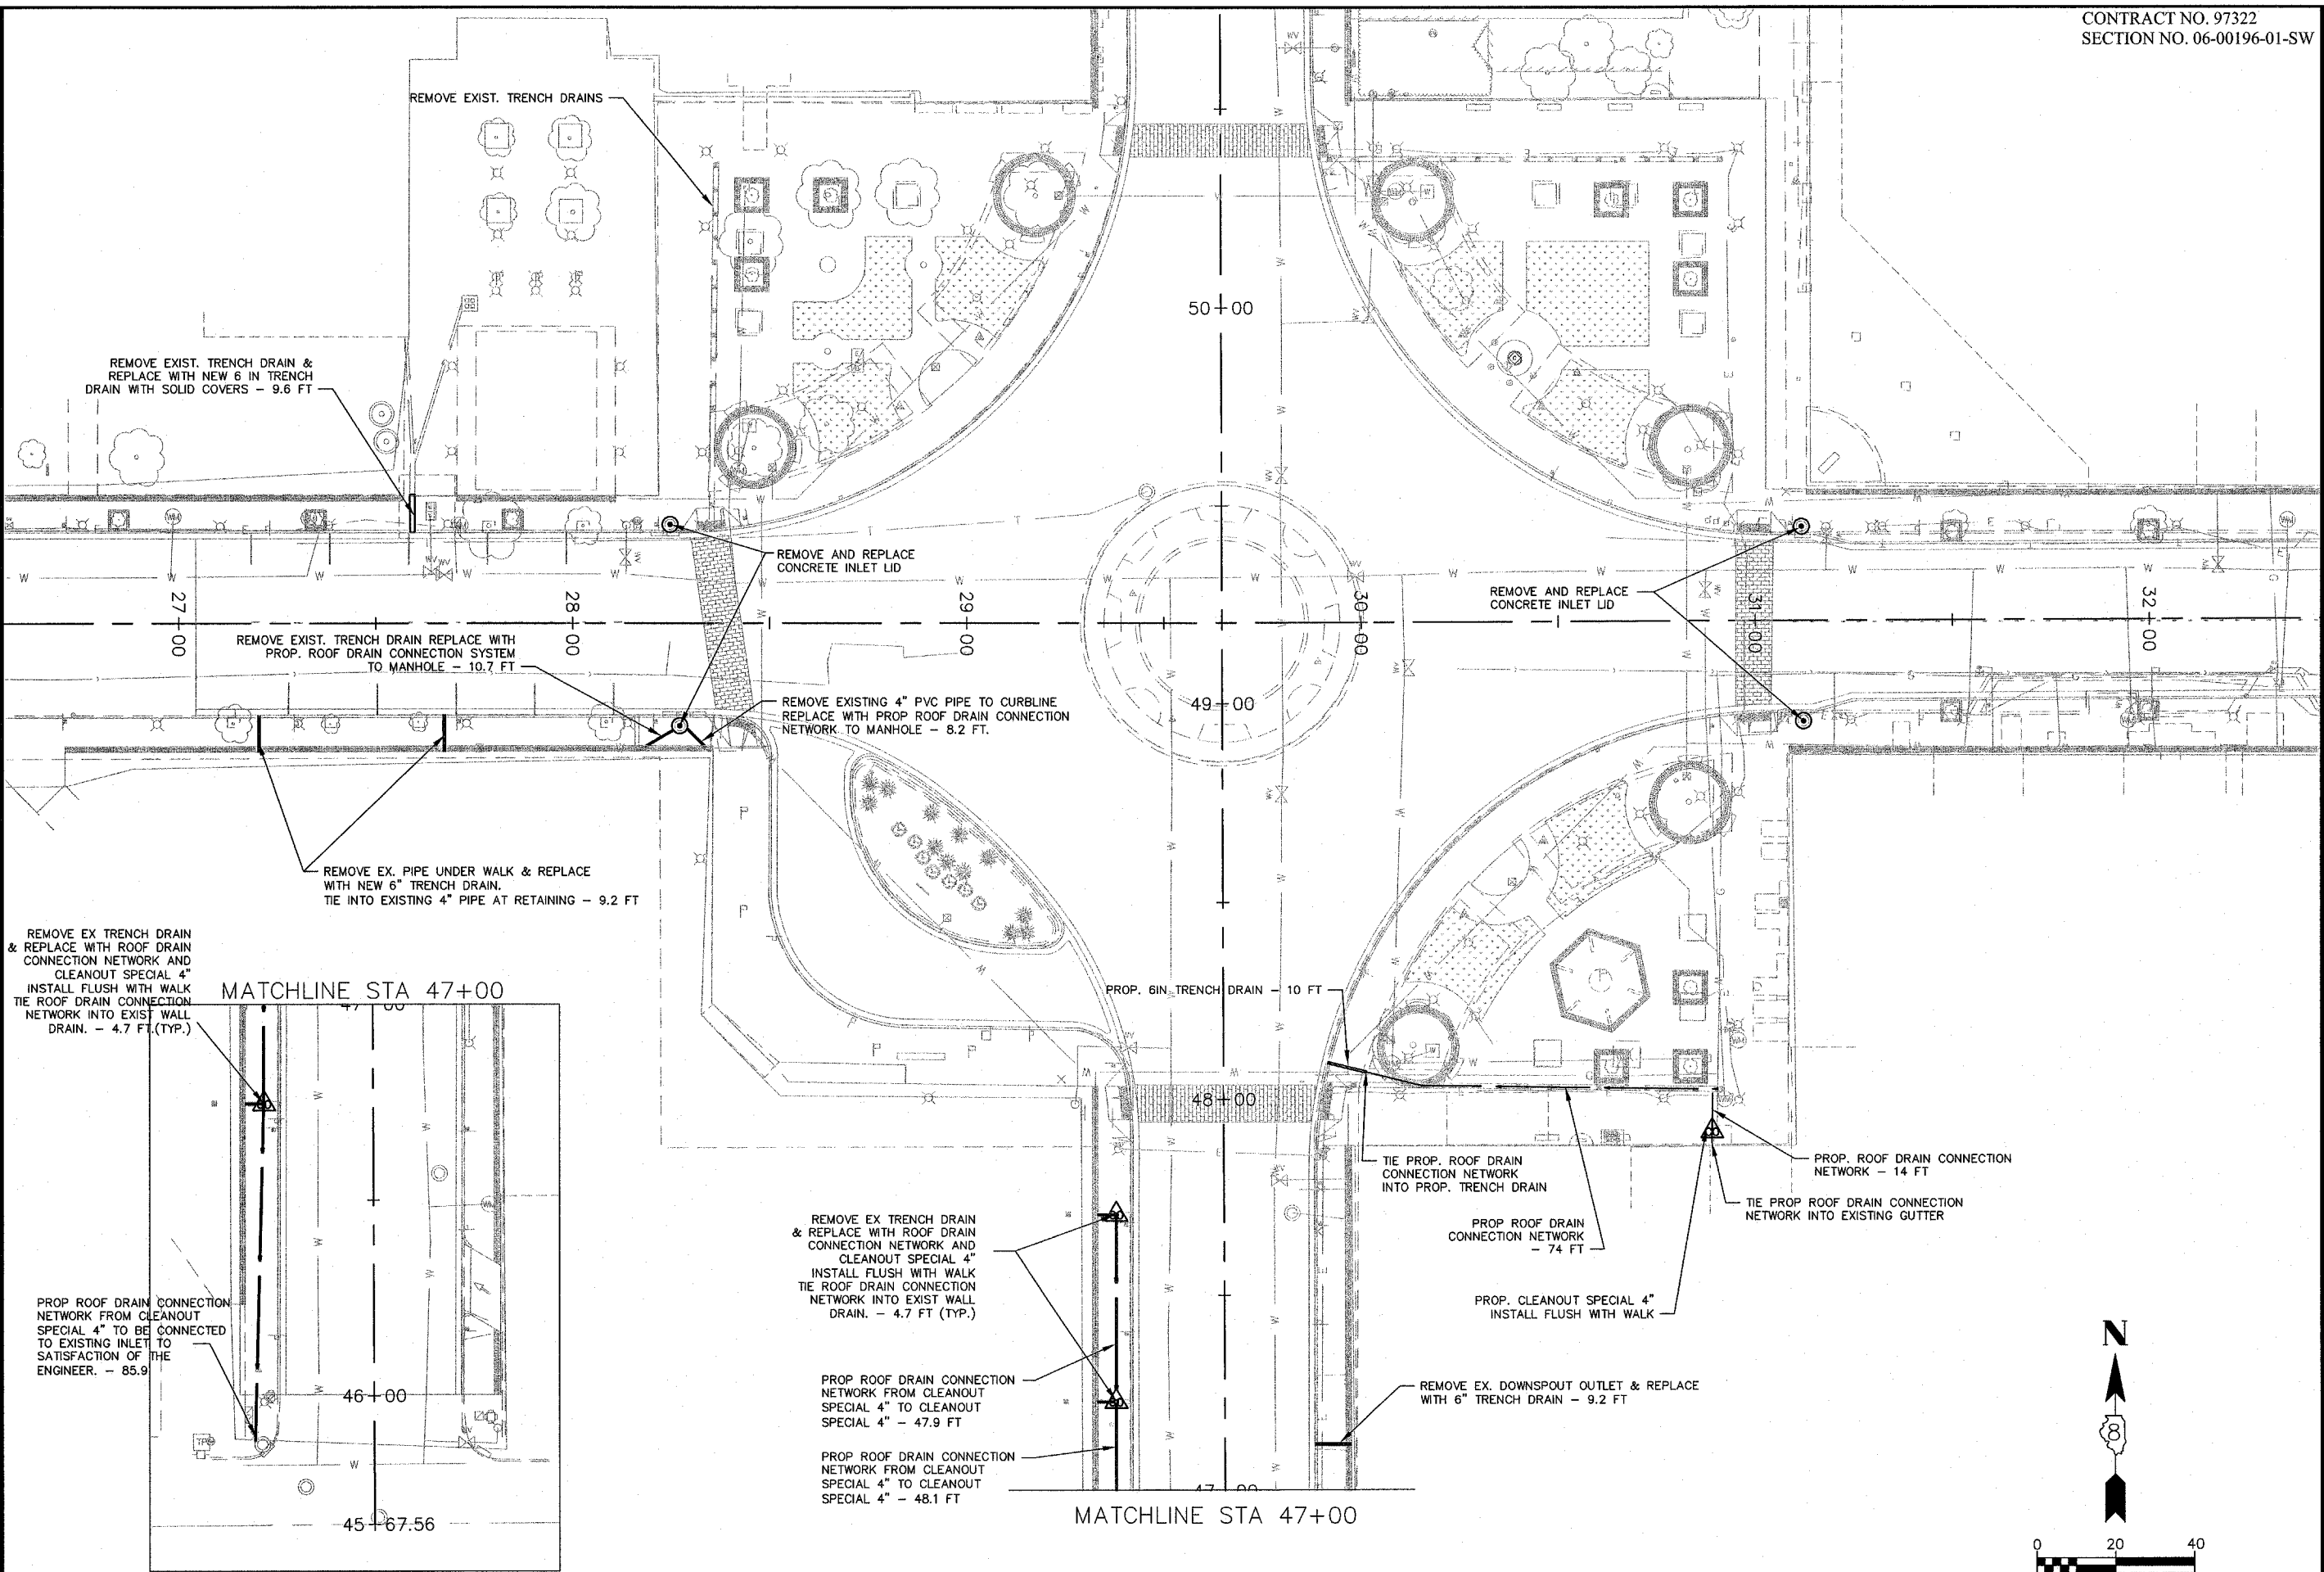 CONTRACT NO. 97322
SECTION NO. 06-00196-01-SW
REMOVE EXIST. TRENCH DRAINS
50+00
REMOVE EXIST. TRENCH DRAIN &
REPLACE WITH NEW 6 IN TRENCH
DRAIN WITH SOLID COVERS - 9.6 FT
REMOVE AND REPLACE
CONCRETE INLET LID
REMOVE AND REPLACE
CONCRETE INLET LID
27+00
28+00
29+00
30+00
31+00
32+00
REMOVE EXIST. TRENCH DRAIN REPLACE WITH
PROP. ROOF DRAIN CONNECTION SYSTEM
TO MANHOLE - 10.7 FT
REMOVE EXISTING 4" PVC PIPE TO CURBLINE
REPLACE WITH PROP ROOF DRAIN CONNECTION
NETWORK TO MANHOLE - 8.2 FT.
49+00
REMOVE EX. PIPE UNDER WALK & REPLACE
WITH NEW 6" TRENCH DRAIN.
TIE INTO EXISTING 4" PIPE AT RETAINING - 9.2 FT
REMOVE EX TRENCH DRAIN
& REPLACE WITH ROOF DRAIN
CONNECTION NETWORK AND
CLEANOUT SPECIAL 4"
INSTALL FLUSH WITH WALK
TIE ROOF DRAIN CONNECTION
NETWORK INTO EXIST WALL
DRAIN. - 4.7 FT.(TYP.)
MATCHLINE STA 47+00
47+00
PROP. 6IN TRENCH DRAIN - 10 FT
48+00
TIE PROP. ROOF DRAIN
CONNECTION NETWORK
INTO PROP. TRENCH DRAIN
PROP. ROOF DRAIN CONNECTION
NETWORK - 14 FT
TIE PROP ROOF DRAIN CONNECTION
NETWORK INTO EXISTING GUTTER
PROP ROOF DRAIN
CONNECTION NETWORK
- 74 FT
PROP. CLEANOUT SPECIAL 4"
INSTALL FLUSH WITH WALK
REMOVE EX TRENCH DRAIN
& REPLACE WITH ROOF DRAIN
CONNECTION NETWORK AND
CLEANOUT SPECIAL 4"
INSTALL FLUSH WITH WALK
TIE ROOF DRAIN CONNECTION
NETWORK INTO EXIST WALL
DRAIN. - 4.7 FT (TYP.)
PROP ROOF DRAIN CONNECTION
NETWORK FROM CLEANOUT
SPECIAL 4" TO BE CONNECTED
TO EXISTING INLET TO
SATISFACTION OF THE
ENGINEER. - 85.9
46+00
45+67.56
PROP ROOF DRAIN CONNECTION
NETWORK FROM CLEANOUT
SPECIAL 4" TO CLEANOUT
SPECIAL 4" - 47.9 FT
PROP ROOF DRAIN CONNECTION
NETWORK FROM CLEANOUT
SPECIAL 4" TO CLEANOUT
SPECIAL 4" - 48.1 FT
REMOVE EX. DOWNSPOUT OUTLET & REPLACE
WITH 6" TRENCH DRAIN - 9.2 FT
47+00
MATCHLINE STA 47+00
N
8
0 20 40